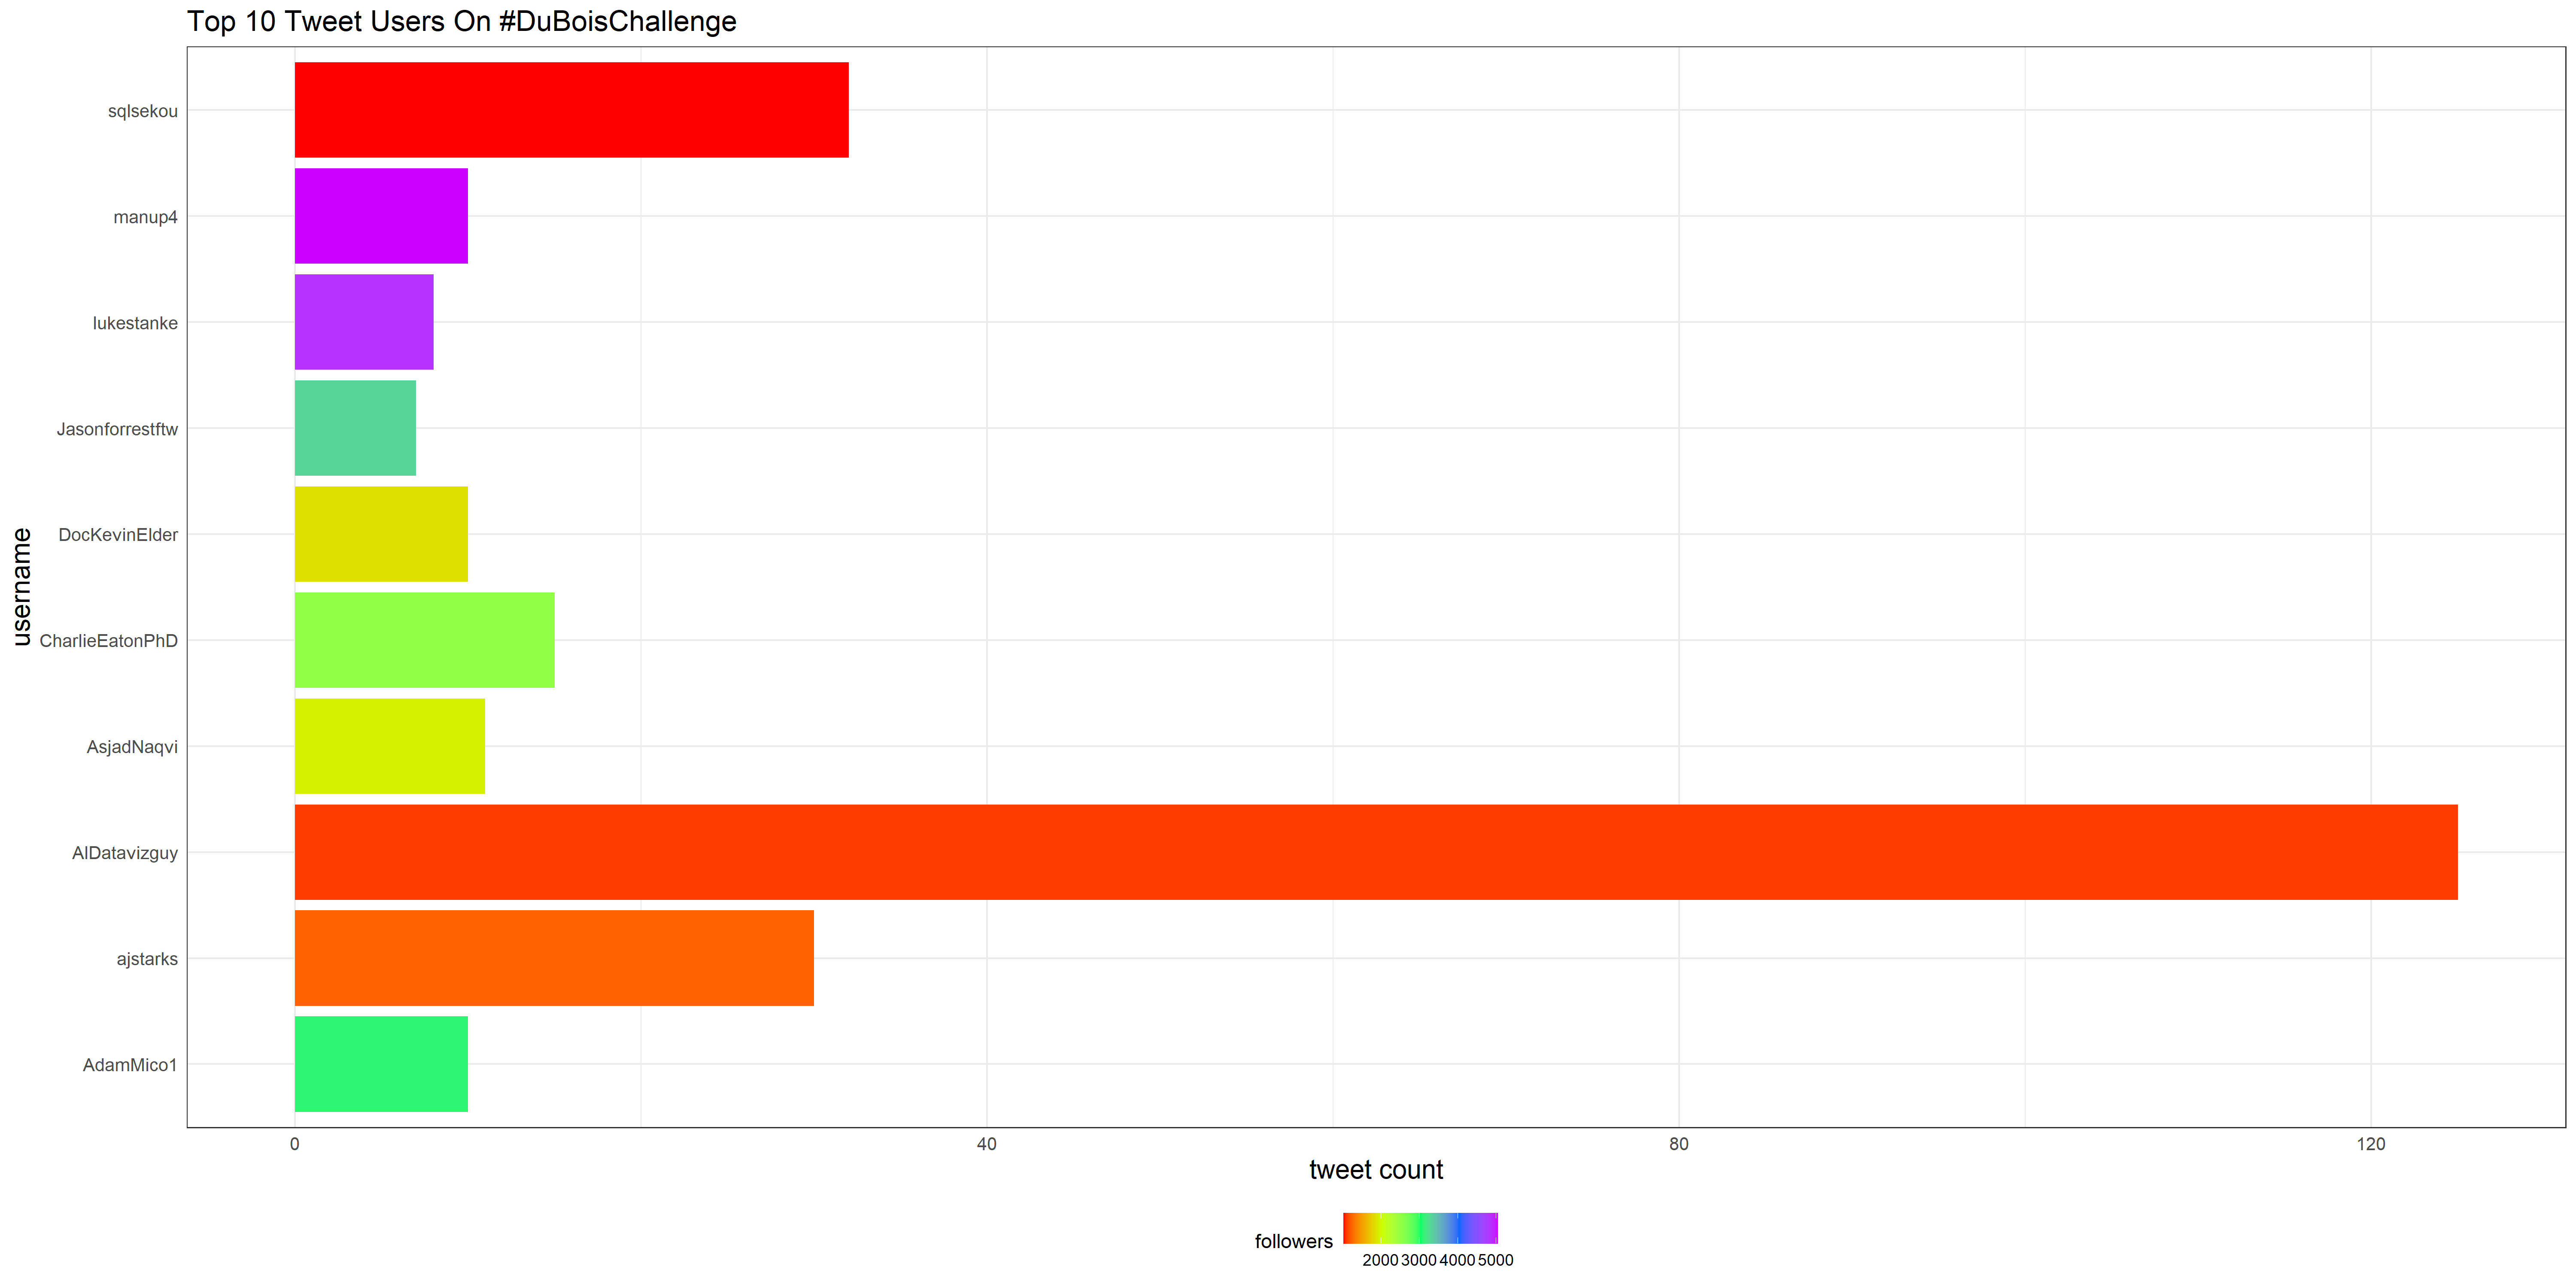 Top 10 Tweet Users On #DuBoisChallenge
username
sqlsekou
manup4
lukestanke
Jasonforrestftw
DocKevinElder
CharlieEatonPhD
AsjadNaqvi
AlDatavizguy
ajstarks
AdamMico1
0 40 80 120
tweet count
followers
2000 3000 4000 5000